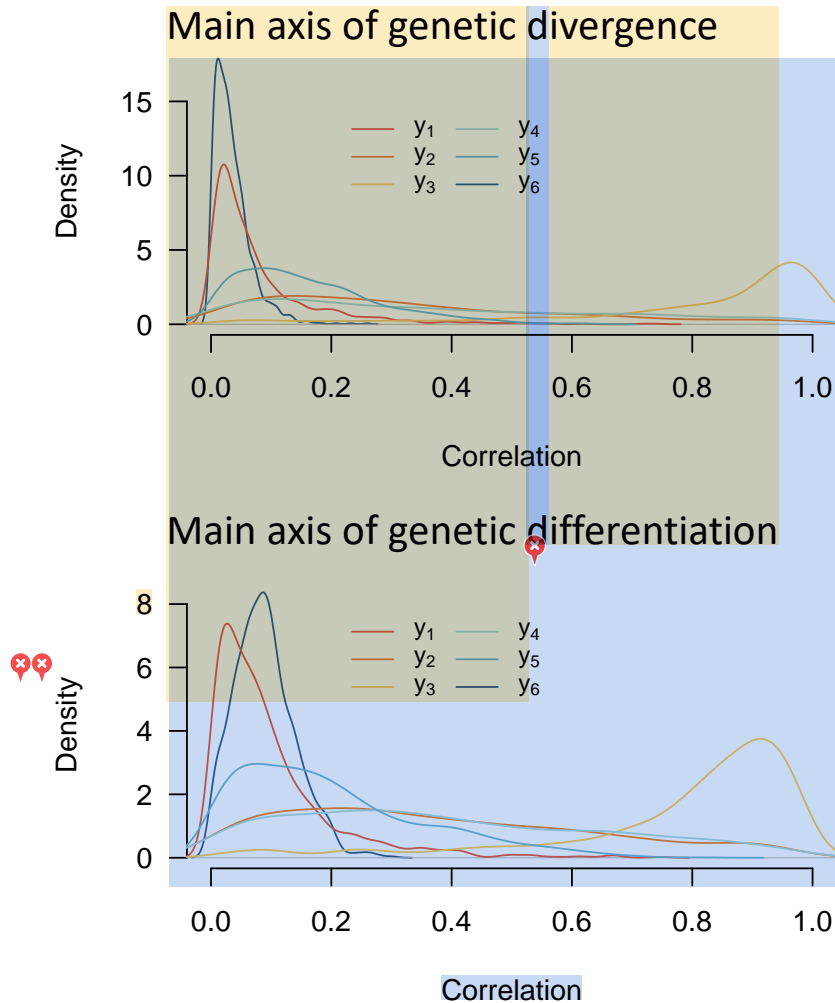 Main axis of genetic divergence
Density
15
10
5
0
y1 y4
y2 y5
y3 y6
0.0 0.2 0.4 0.6 0.8 1.0
Correlation
Main axis of genetic differentiation
Density
8
6
4
2
0
y1 y4
y2 y5
y3 y6
0.0 0.2 0.4 0.6 0.8 1.0
Correlation